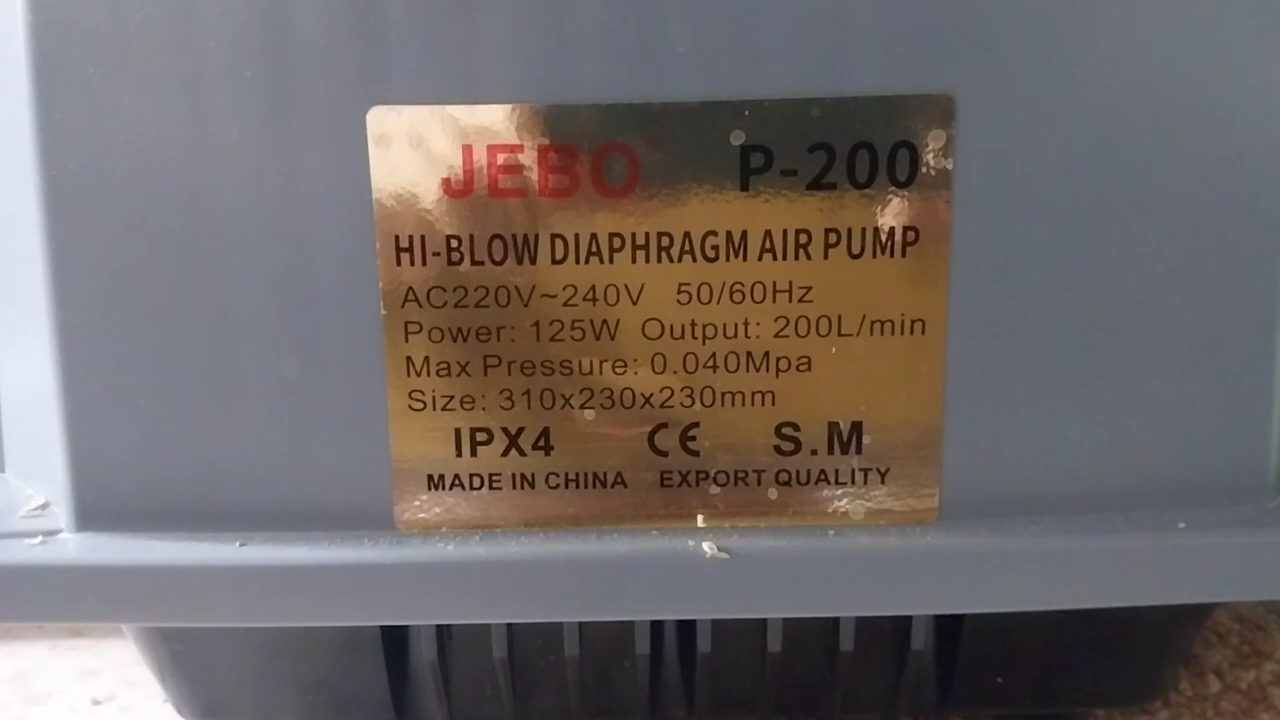 JEBO P-200
HI-BLOW DIAPHRAGM AIR PUMP
AC220V~240V 50/60Hz
Power: 125W Output: 200L/min
Max Pressure: 0.040Mpa
Size: 310x230x230mm
IPX4 CE S.M
MADE IN CHINA EXPORT QUALITY